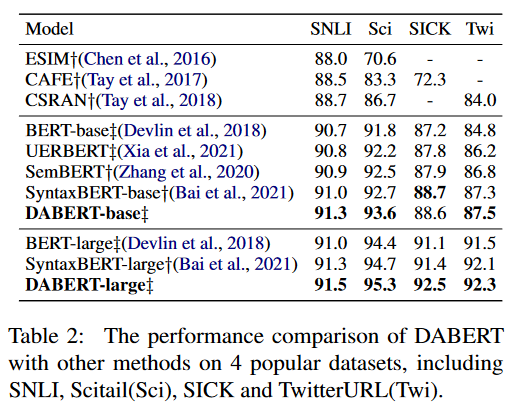 Model SNLI Sci SICK Twi
ESIM†(Chen et al., 2016) 88.0 70.6 - -
CAFE†(Tay et al., 2017) 88.5 83.3 72.3 -
CSRAN†(Tay et al., 2018) 88.7 86.7 - 84.0
BERT-base‡(Devlin et al., 2018) 90.7 91.8 87.2 84.8
UERBERT‡(Xia et al., 2021) 90.8 92.2 87.8 86.2
SemBERT†(Zhang et al., 2020) 90.9 92.5 87.9 86.8
SyntaxBERT-base†(Bai et al., 2021) 91.0 92.7 88.7 87.3
DABERT-base‡ 91.3 93.6 88.6 87.5
BERT-large‡(Devlin et al., 2018) 91.0 94.4 91.1 91.5
SyntaxBERT-large†(Bai et al., 2021) 91.3 94.7 91.4 92.1
DABERT-large‡ 91.5 95.3 92.5 92.3
Table 2: The performance comparison of DABERT
with other methods on 4 popular datasets, including
SNLI, Scitail(Sci), SICK and TwitterURL(Twi).